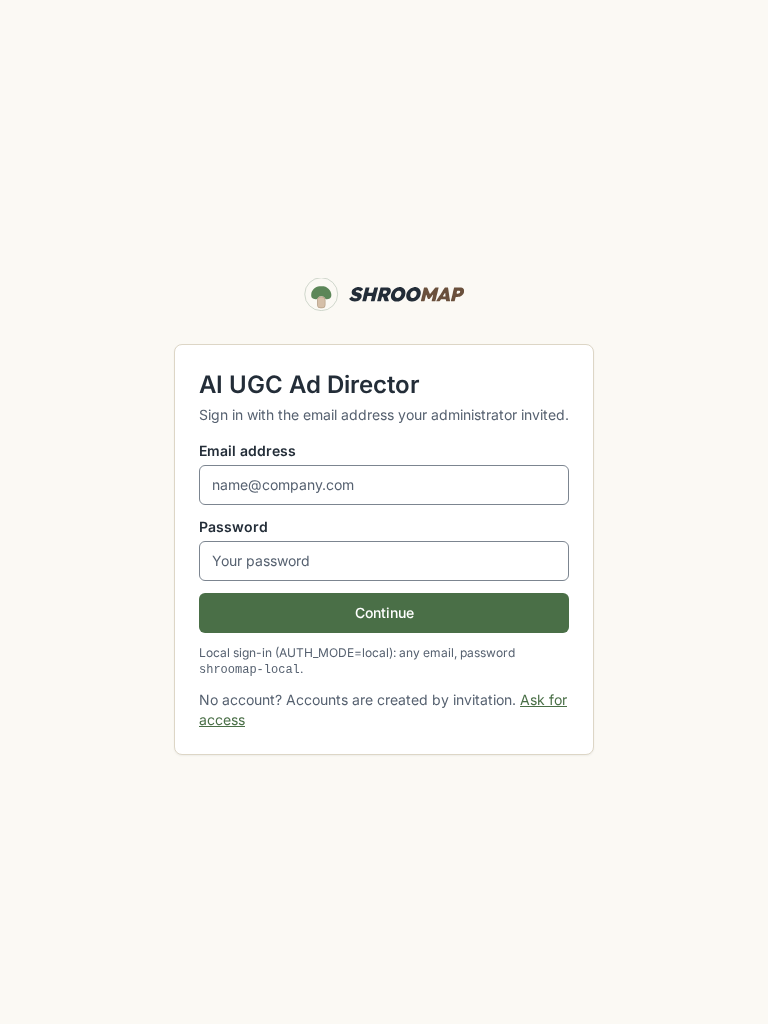 SHROOMAP
AI UGC Ad Director
Sign in with the email address your administrator invited.
Email address
name@company.com
Password
Your password
Continue
Local sign-in (AUTH_MODE=local): any email, password
shroomap-local.
No account? Accounts are created by invitation. Ask for
access